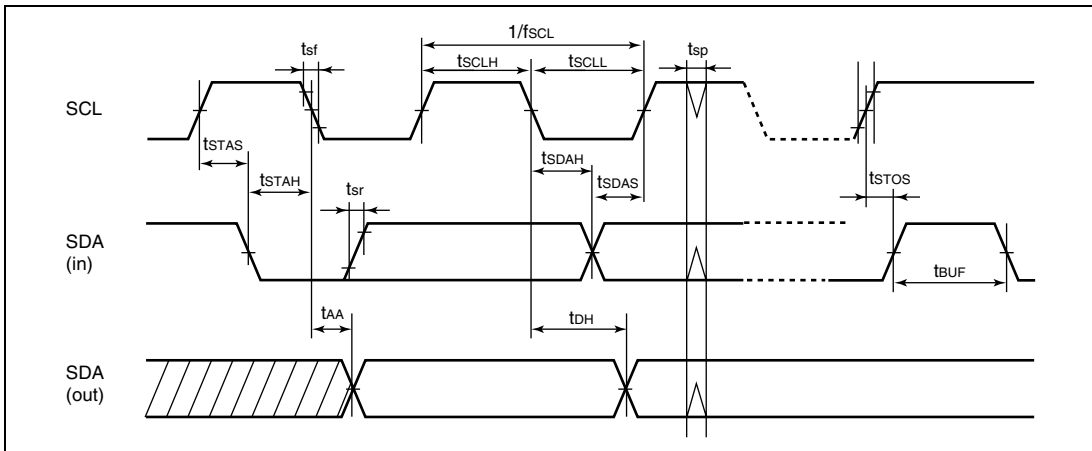 1/fSCL
tsf
tSCLH
tSCLL
tsp
SCL
tSTAS
tSTAH
tsr
tSDAH
tSDAS
tSTOS
SDA
(in)
tBUF
tAA
tDH
SDA
(out)